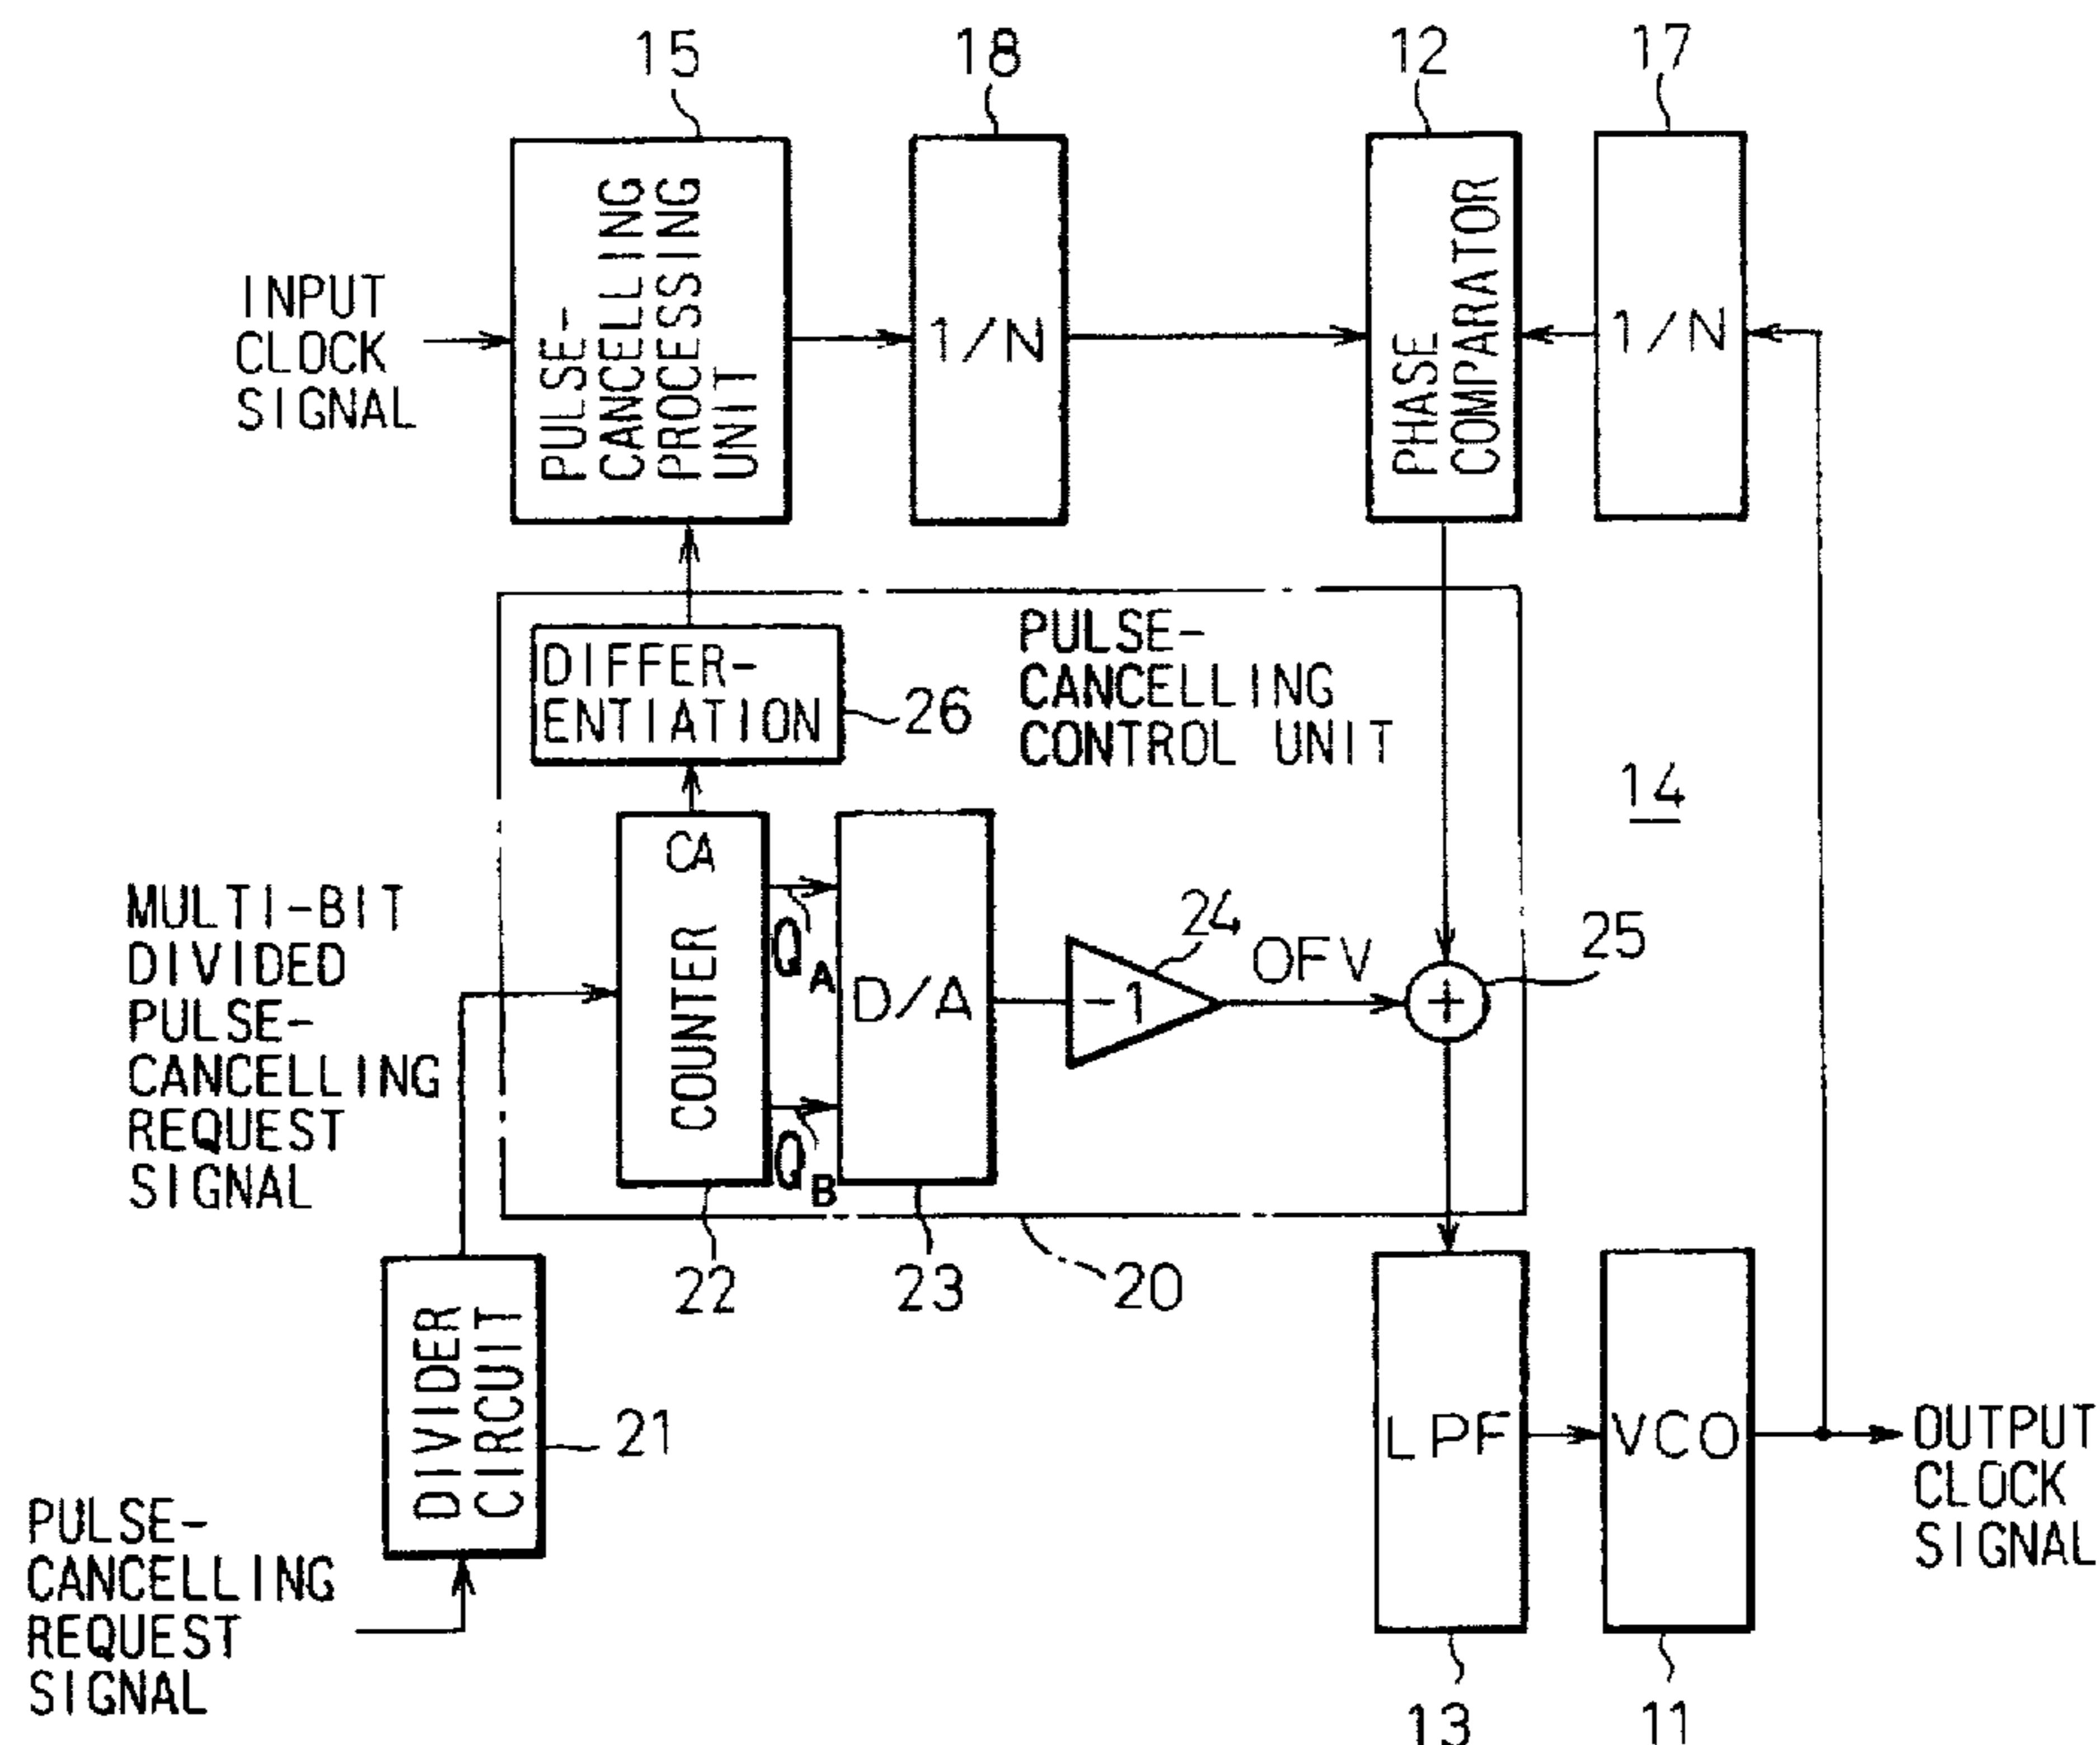 15
18
12
17
INPUT
CLOCK
SIGNAL
PULSE-
CANCELLING
PROCESSING
UNIT
1/N
PHASE
COMPARATOR
1/N
DIFFER-
ENTIATION
26
PULSE-
CANCELLING
CONTROL UNIT
14
MULTI-BIT
DIVIDED
PULSE-
CANCELLING
REQUEST
SIGNAL
CA
COUNTER
QA
QB
D/A
-1
24
OFV
+
25
22
23
20
DIVIDER
CIRCUIT
21
LPF
VCO
OUTPUT
CLOCK
SIGNAL
PULSE-
CANCELLING
REQUEST
SIGNAL
13
11